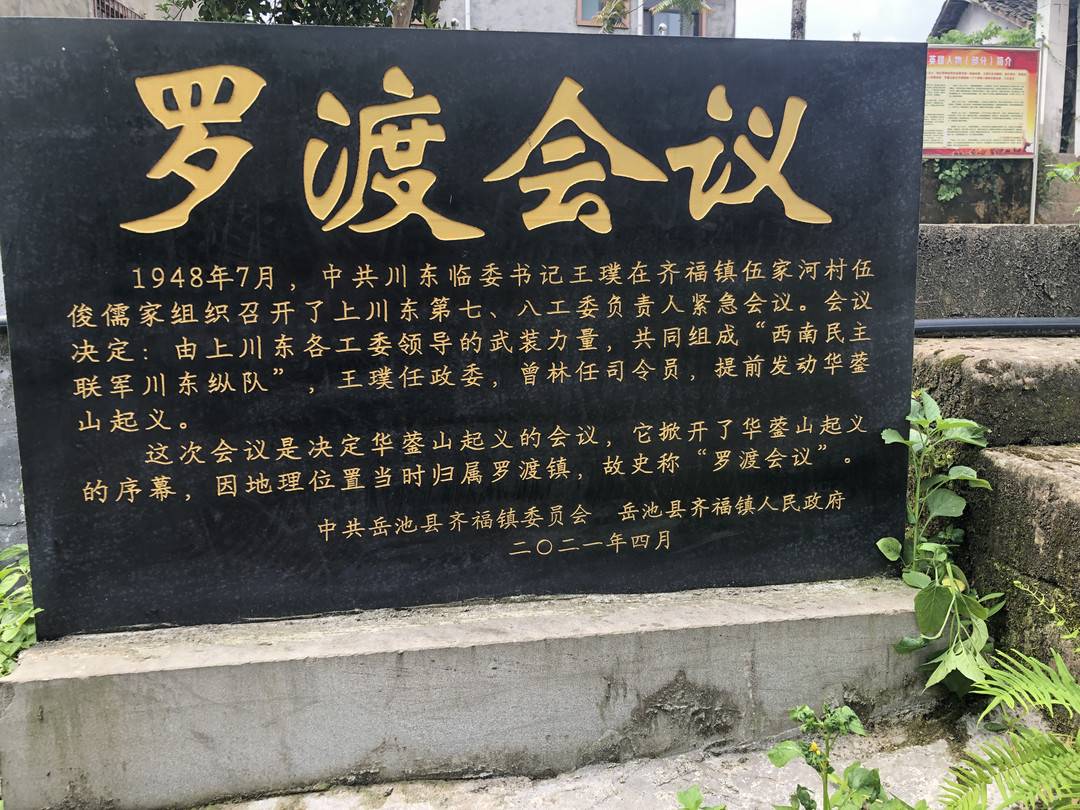 罗渡会议
1948年7月，中共川东临委书记王璞在齐福镇伍家河村伍
俊儒家组织召开了上川东第七、八工委负责人紧急会议。会议
决定：由上川东各工委领导的武装力量，共同组成“西南民主
联军川东纵队”，王璞任政委，曾林任司令员，提前发动华蓥
山起义。
这次会议是决定华蓥山起义的会议，它掀开了华蓥山起义
的序幕，因地理位置当时归属罗渡镇，故史称“罗渡会议”。
中共岳池县齐福镇委员会 岳池县齐福镇人民政府
二〇二一年四月
英雄人物（部分）简介